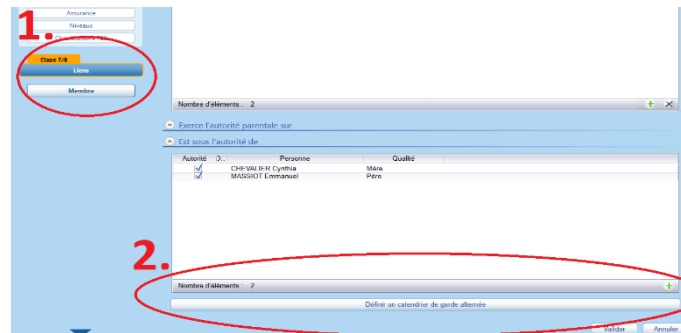 1.
Assurance
Niveaux
Etape 7/8
Liens
Membre
Nombre d'éléments : 2
Exerce l'autorité parentale sur
Est sous l'autorité de
Autorité D.. Personne Qualité
CHEVALIER Cynthia Mère
MASSIOT Emmanuel Père
2.
Nombre d'éléments : 2
Définir un calendrier de garde alternée
Valider Annuler